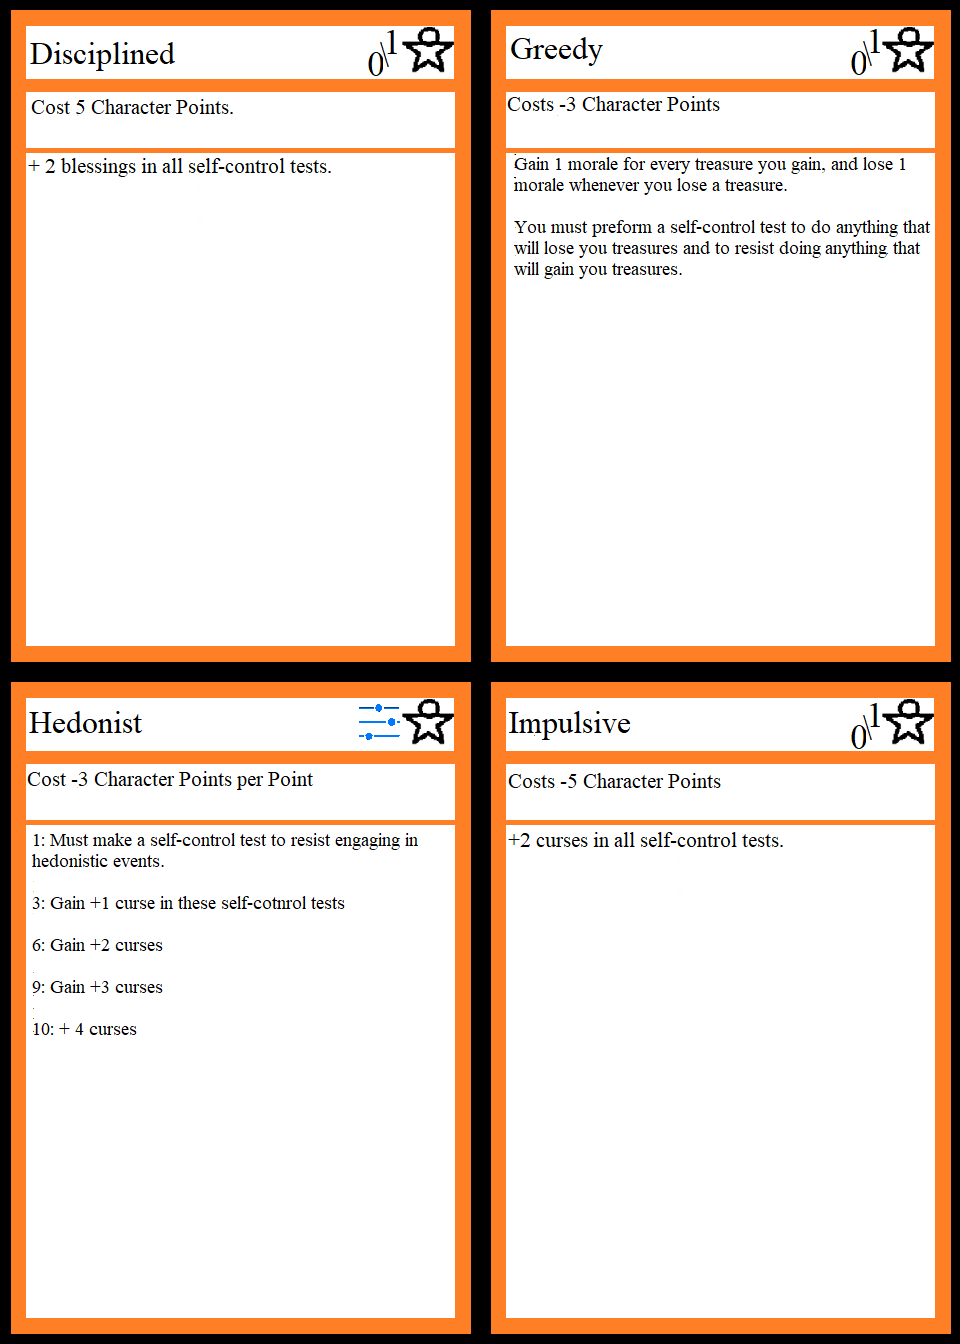 Disciplined
0\1
Cost 5 Character Points.
+ 2 blessings in all self-control tests.
Greedy
0\1
Costs -3 Character Points
Gain 1 morale for every treasure you gain, and lose 1
morale whenever you lose a treasure.
You must preform a self-control test to do anything that
will lose you treasures and to resist doing anything that
will gain you treasures.
Hedonist
Cost -3 Character Points per Point
1: Must make a self-control test to resist engaging in
hedonistic events.
3: Gain +1 curse in these self-cotnrol tests
6: Gain +2 curses
9: Gain +3 curses
10: + 4 curses
Impulsive
0\1
Costs -5 Character Points
+2 curses in all self-control tests.